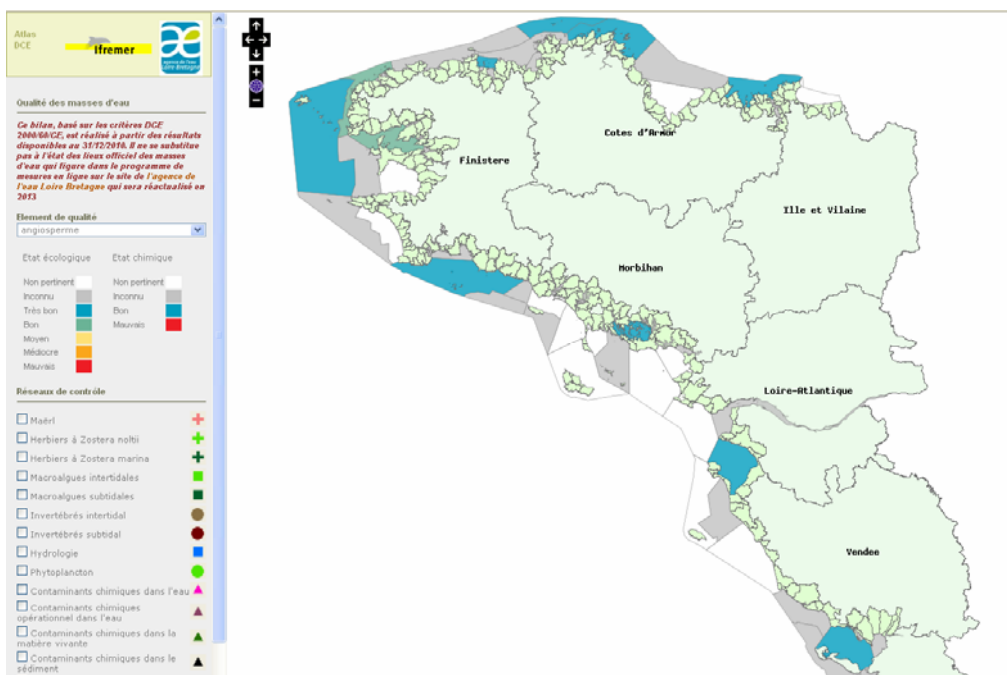 Atlas
DCE
Ifremer
agence de l'eau
Loire-Bretagne
Qualité des masses d'eau
Ce bilan, basé sur les critères DCE
2000/60/CE, est réalisé à partir des résultats
disponibles au 31/12/2010. Il ne se substitue
pas à l'état des lieux officiel des masses
d'eau qui figure dans le programme de
mesures en ligne sur le site de l'agence de
l'eau Loire Bretagne qui sera réactualisé en
2013
Element de qualité
angiosperme
Etat écologique
Non pertinent
Inconnu
Très bon
Bon
Moyen
Médiocre
Mauvais
Etat chimique
Non pertinent
Inconnu
Bon
Mauvais
Réseaux de contrôle
Maërl
Herbiers à Zostera noltii
Herbiers à Zostera marina
Macroalgues intertidales
Macroalgues subtidales
Invertébrés intertidal
Invertébrés subtidal
Hydrologie
Phytoplancton
Contaminants chimiques dans l'eau
Contaminants chimiques
opérationnel dans l'eau
Contaminants chimiques dans la
matière vivante
Contaminants chimiques dans le
sédiment
Cotes d'Armor
Finistere
Ille et Vilaine
Morbihan
Loire-Atlantique
Vendee